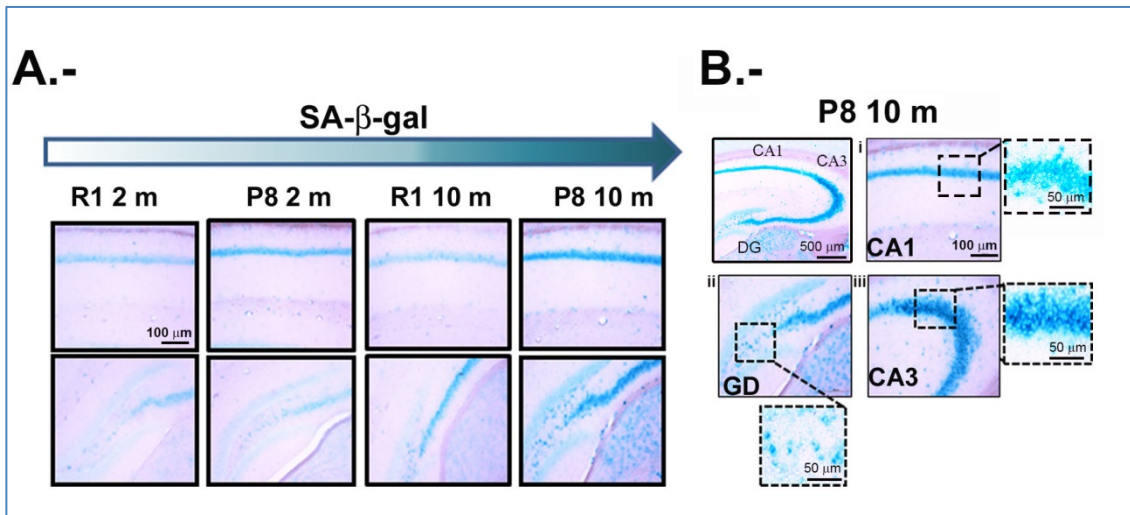 A.-
SA-β-gal
R1 2 m
P8 2 m
R1 10 m
P8 10 m
100 μm
B.-
P8 10 m
CA1
CA3
DG
500 μm
i
CA1
100 μm
50 μm
ii
GD
50 μm
iii
CA3
50 μm